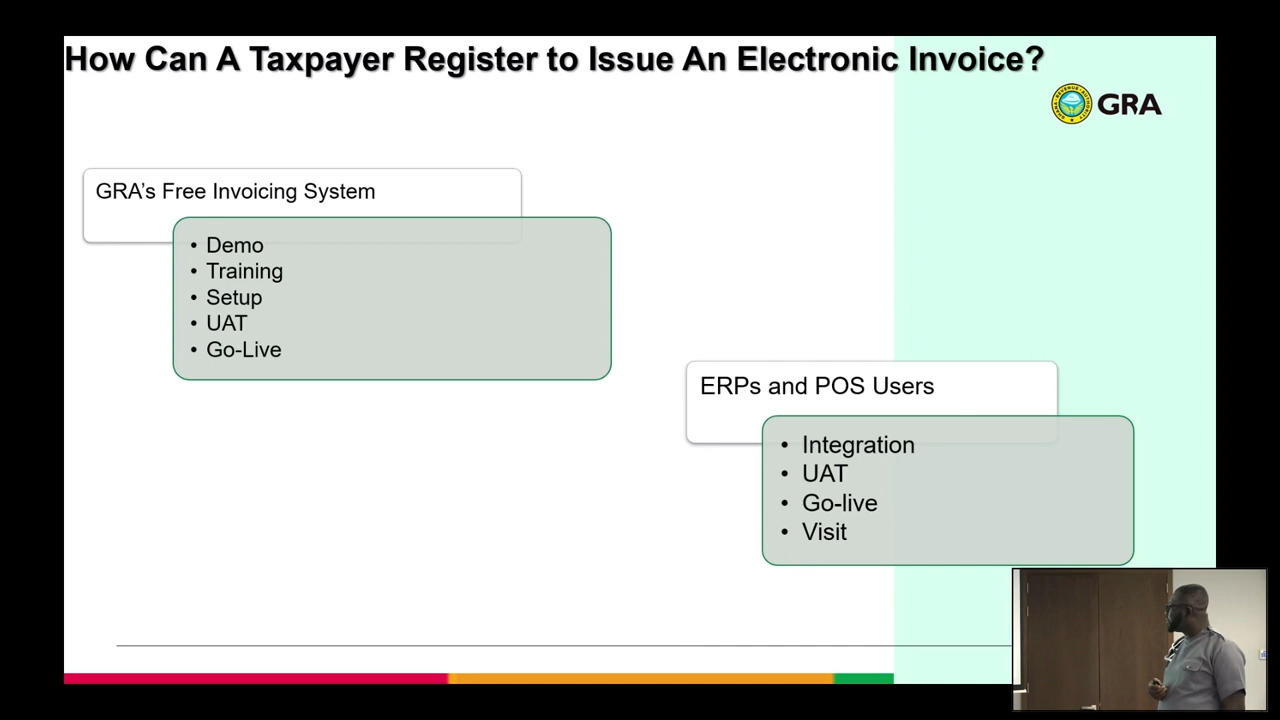 How Can A Taxpayer Register to Issue An Electronic Invoice?
GRA
GRA’s Free Invoicing System
• Demo
• Training
• Setup
• UAT
• Go-Live
ERPs and POS Users
• Integration
• UAT
• Go-live
• Visit